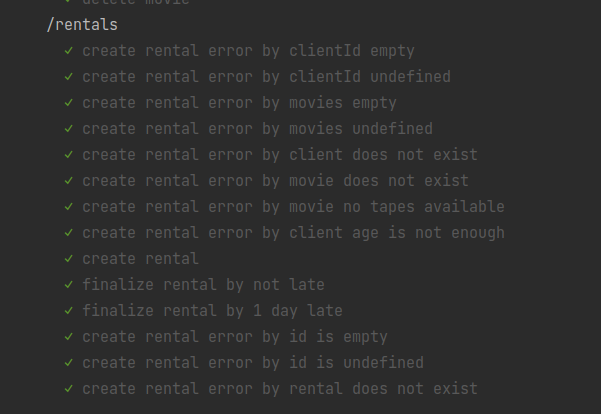 delete movie
/rentals
✓ create rental error by clientId empty
✓ create rental error by clientId undefined
✓ create rental error by movies empty
✓ create rental error by movies undefined
✓ create rental error by client does not exist
✓ create rental error by movie does not exist
✓ create rental error by movie no tapes available
✓ create rental error by client age is not enough
✓ create rental
✓ finalize rental by not late
✓ finalize rental by 1 day late
✓ create rental error by id is empty
✓ create rental error by id is undefined
✓ create rental error by rental does not exist